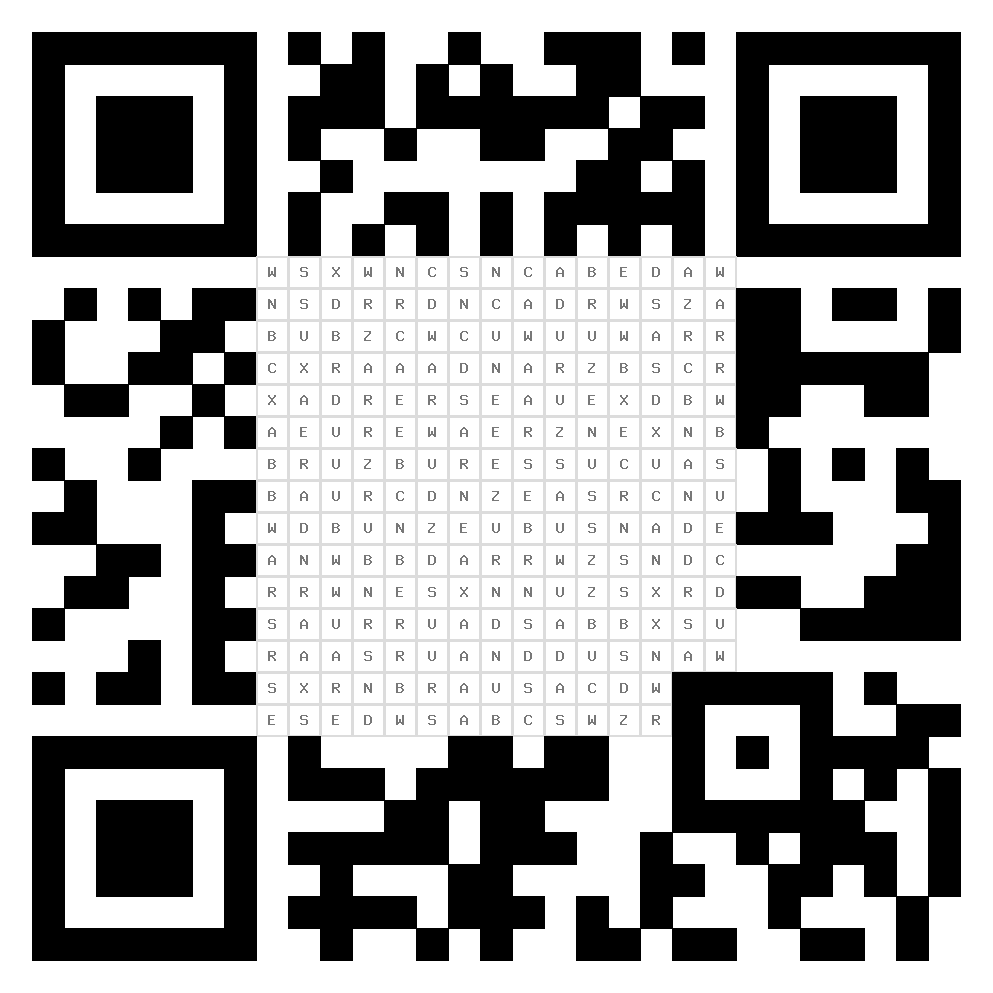 W S X W N C S N C A B E D A W
N S D R R D N C A D R W S Z A
B U B Z C W C U W U U W A R R
C X R A A A D N A R Z B S C R
X A D R E R S E A U E X D B W
A E U R E W A E R Z N E X N B
B R U Z B U R E S S U C U A S
B A U R C D N Z E A S R C N U
W D B U N Z E U B U S N A D E
A N W B B D A R R W Z S N D C
R R W N E S X N N U Z S X R D
S A U R R U A D S A B B X S U
R A A S R U A N D D U S N A W
S X R N B R A U S A C D W
E S E D W S A B C S W Z R